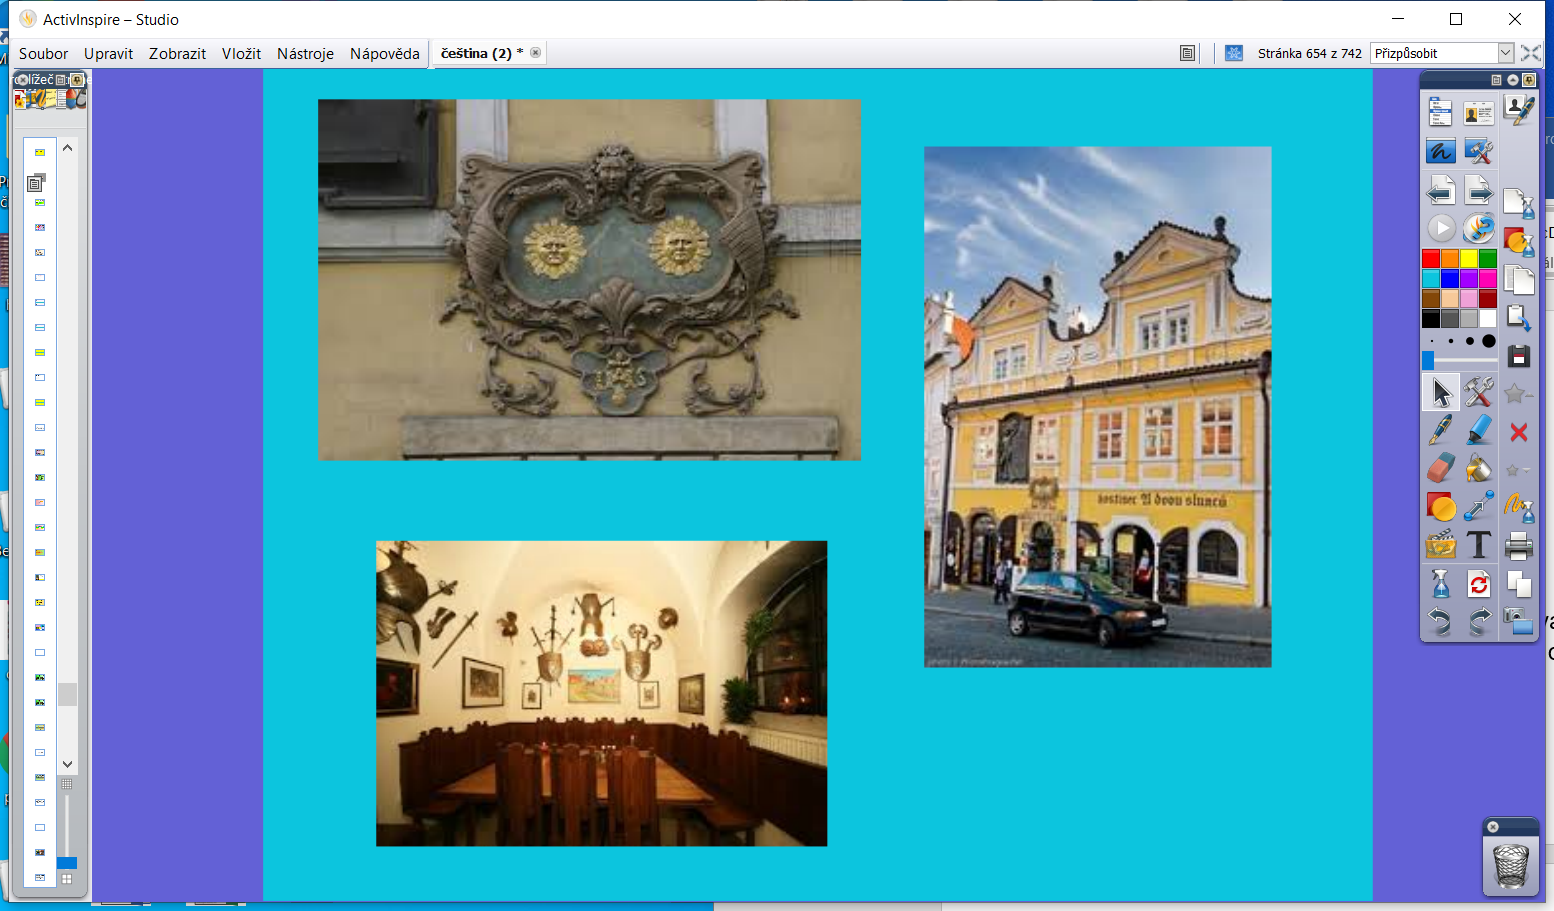 ActivInspire – Studio
Soubor Upravit Zobrazit Vložit Nástroje Nápověda čeština (2) * Stránka 654 z 742 Přizpůsobit
hostinec U dvou slunců